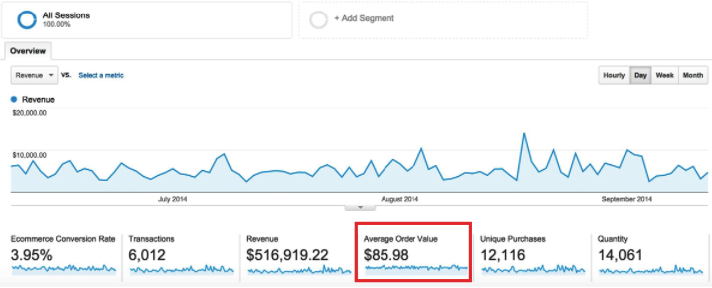 All Sessions
100.00%
+ Add Segment
Overview
Revenue vs. Select a metric
Hourly Day Week Month
Revenue
$20,000.00
$10,000.00
July 2014 August 2014 September 2014
Ecommerce Conversion Rate
3.95%
Transactions
6,012
Revenue
$516,919.22
Average Order Value
$85.98
Unique Purchases
12,116
Quantity
14,061